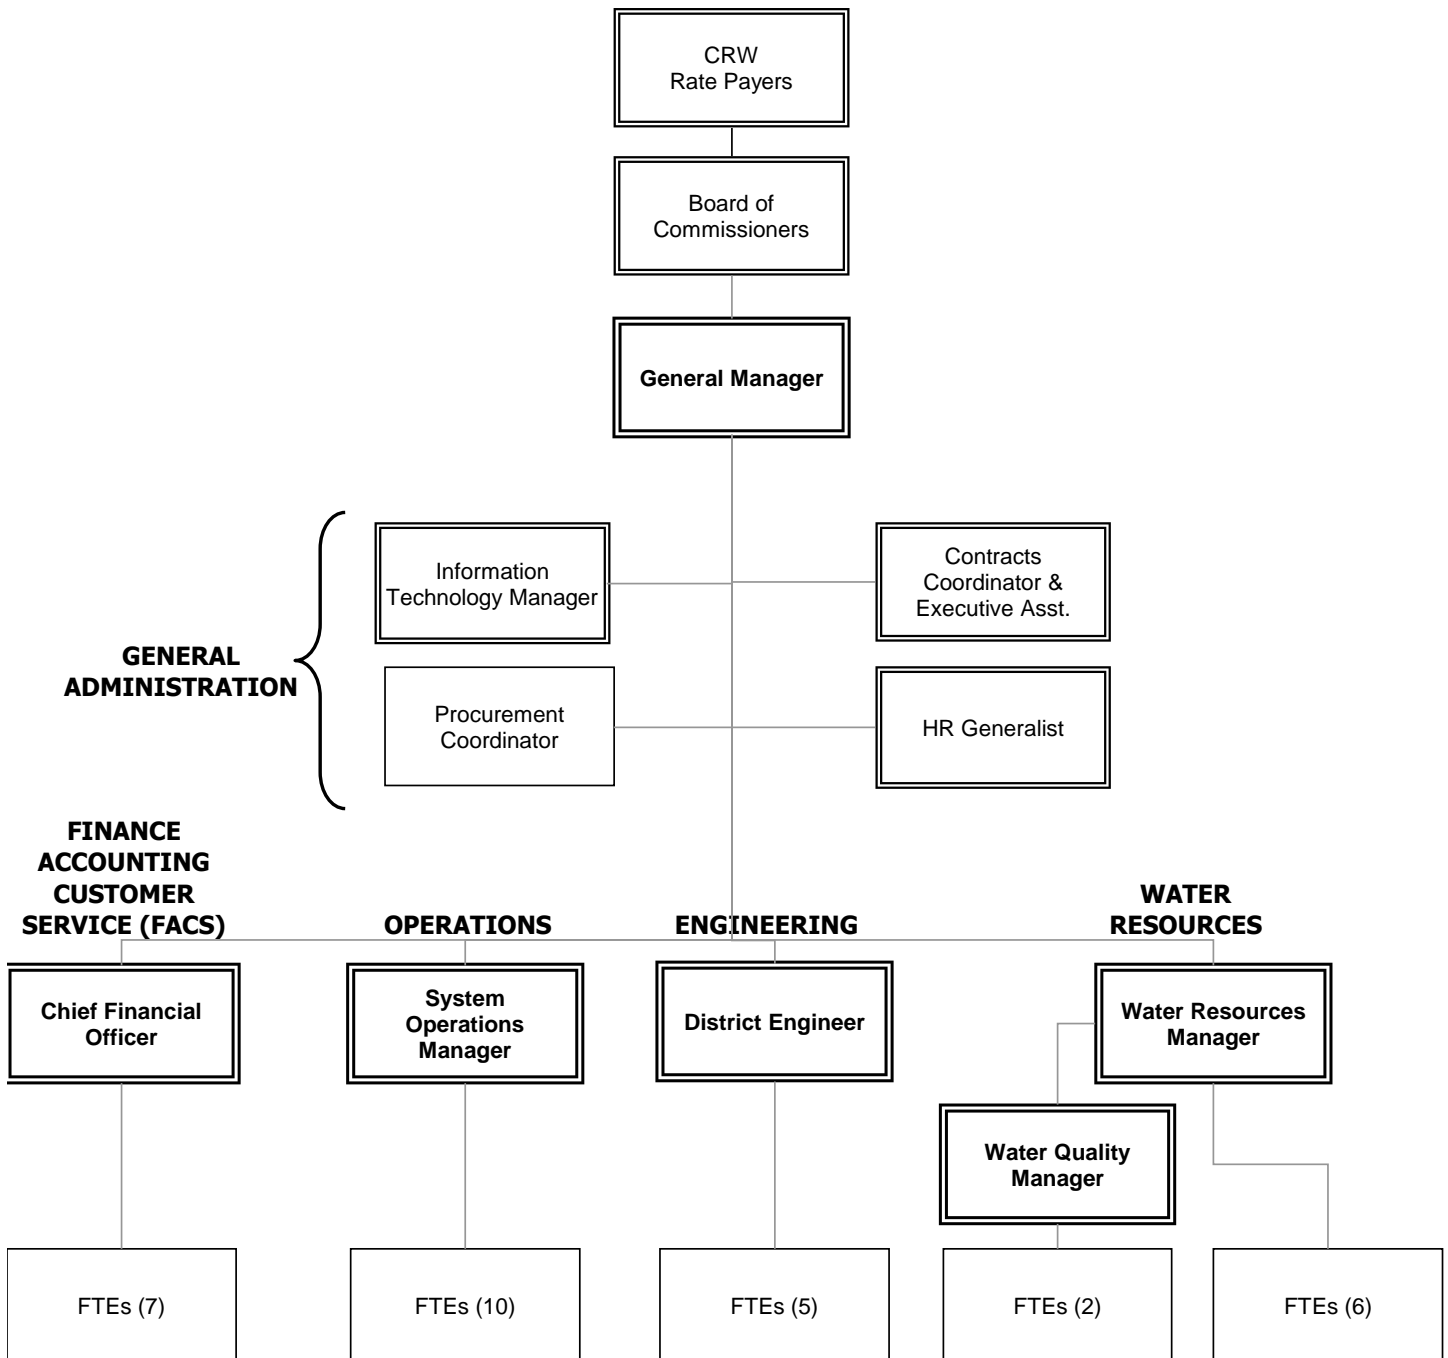 CRW
Rate Payers
Board of
Commissioners
General Manager
Information
Technology Manager
Contracts
Coordinator &
Executive Asst.
GENERAL
ADMINISTRATION
Procurement
Coordinator
HR Generalist
FINANCE
ACCOUNTING
CUSTOMER
SERVICE (FACS)
OPERATIONS
ENGINEERING
WATER
RESOURCES
Chief Financial
Officer
System
Operations
Manager
District Engineer
Water Resources
Manager
Water Quality
Manager
FTEs (7)
FTEs (10)
FTEs (5)
FTEs (2)
FTEs (6)